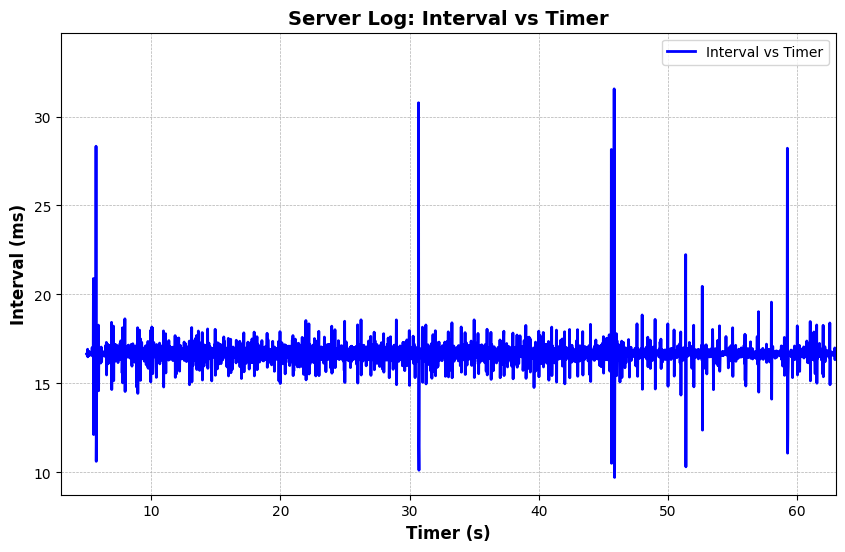 Server Log: Interval vs Timer
Interval vs Timer
Interval (ms)
30
25
20
15
10
10 20 30 40 50 60
Timer (s)